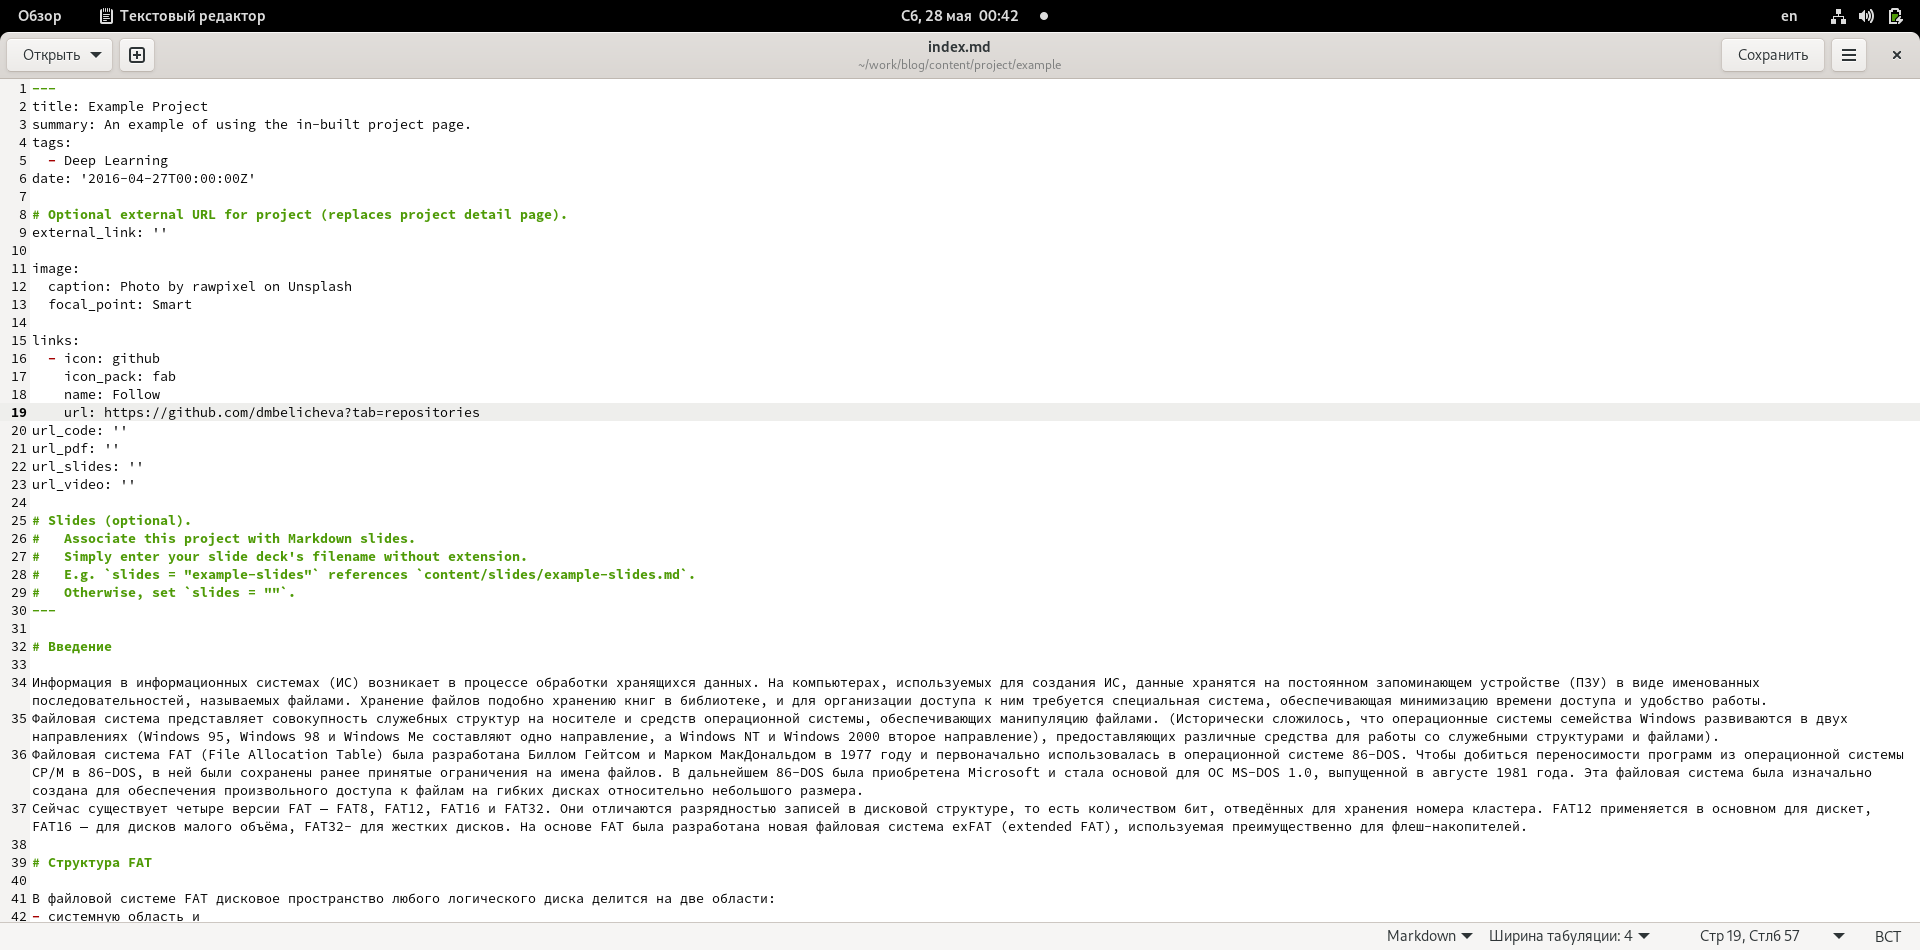 Обзор Текстовый редактор Сб, 28 мая 00:42 en
Открыть index.md Сохранить
~/work/blog/content/project/example
1 ---
2 title: Example Project
3 summary: An example of using the in-built project page.
4 tags:
5 - Deep Learning
6 date: '2016-04-27T00:00:00Z'
7
8 # Optional external URL for project (replaces project detail page).
9 external_link: ''
10
11 image:
12 caption: Photo by rawpixel on Unsplash
13 focal_point: Smart
14
15 links:
16 - icon: github
17 icon_pack: fab
18 name: Follow
19 url: https://github.com/dmbelicheva?tab=repositories
20 url_code: ''
21 url_pdf: ''
22 url_slides: ''
23 url_video: ''
24
25 # Slides (optional).
26 # Associate this project with Markdown slides.
27 # Simply enter your slide deck's filename without extension.
28 # E.g. `slides = "example-slides"` references `content/slides/example-slides.md`.
29 # Otherwise, set `slides = ""`.
30 ---
31
32 # Введение
33
34 Информация в информационных системах (ИС) возникает в процессе обработки хранящихся данных. На компьютерах, используемых для создания ИС, данные хранятся на постоянном запоминающем устройстве (ПЗУ) в виде именованных
последовательностей, называемых файлами. Хранение файлов подобно хранению книг в библиотеке, и для организации доступа к ним требуется специальная система, обеспечивающая минимизацию времени доступа и удобство работы.
35 Файловая система представляет совокупность служебных структур на носителе и средств операционной системы, обеспечивающих манипуляцию файлами. (Исторически сложилось, что операционные системы семейства Windows развиваются в двух
направлениях (Windows 95, Windows 98 и Windows Me составляют одно направление, а Windows NT и Windows 2000 второе направление), предоставляющих различные средства для работы со служебными структурами и файлами).
36 Файловая система FAT (File Allocation Table) была разработана Биллом Гейтсом и Марком МакДональдом в 1977 году и первоначально использовалась в операционной системе 86-DOS. Чтобы добиться переносимости программ из операционной системы
CP/M в 86-DOS, в ней были сохранены ранее принятые ограничения на имена файлов. В дальнейшем 86-DOS была приобретена Microsoft и стала основой для ОС MS-DOS 1.0, выпущенной в августе 1981 года. Эта файловая система была изначально
создана для обеспечения произвольного доступа к файлам на гибких дисках относительно небольшого размера.
37 Сейчас существует четыре версии FAT — FAT8, FAT12, FAT16 и FAT32. Они отличаются разрядностью записей в дисковой структуре, то есть количеством бит, отведённых для хранения номера кластера. FAT12 применяется в основном для дискет,
FAT16 — для дисков малого объёма, FAT32- для жестких дисков. На основе FAT была разработана новая файловая система exFAT (extended FAT), используемая преимущественно для флеш-накопителей.
38
39 # Структура FAT
40
41 В файловой системе FAT дисковое пространство любого логического диска делится на две области:
42 - системную область и
Markdown Ширина табуляции: 4 Стр 19, Стлб 57 ВСТ